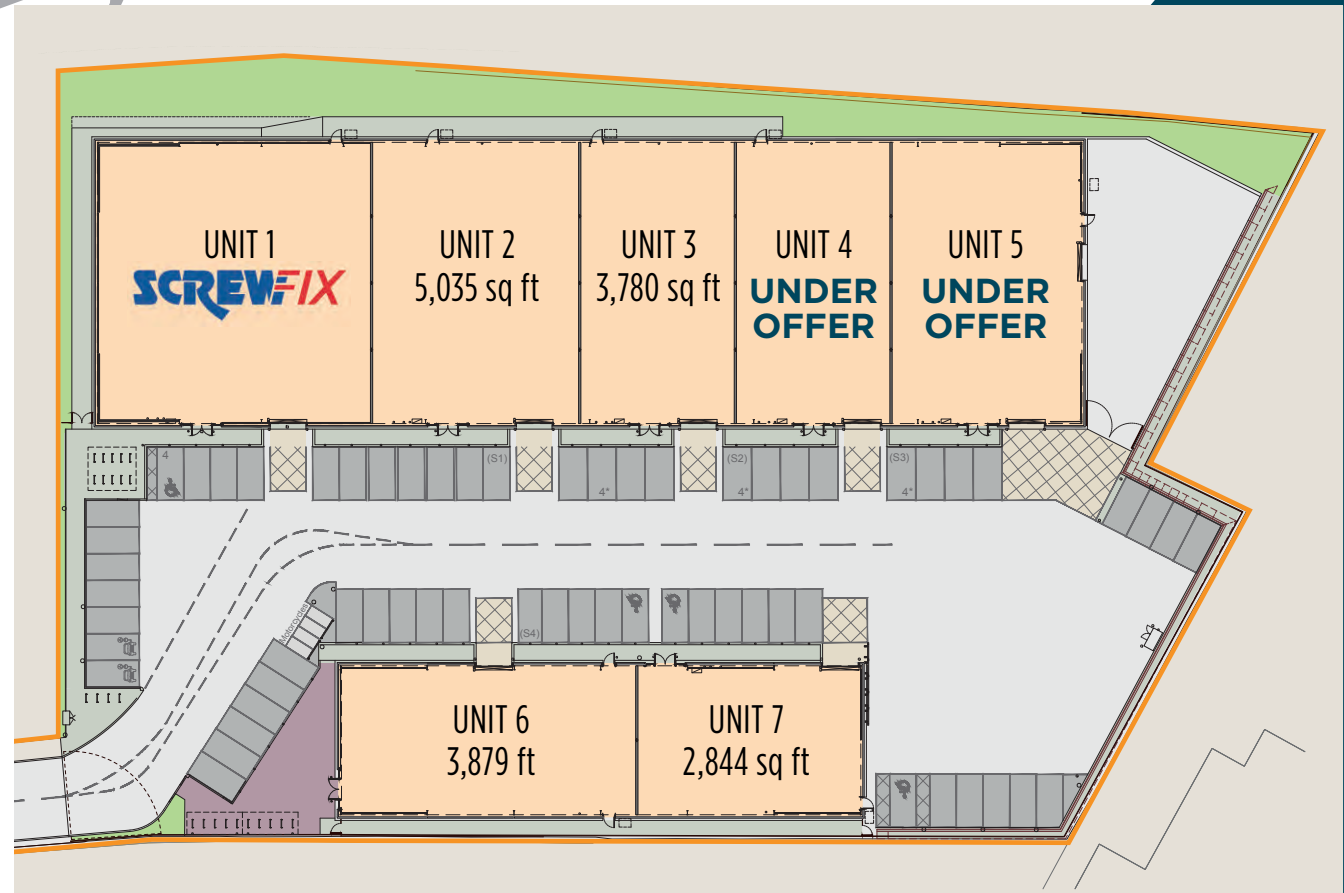 UNIT 1
SCREWFIX
UNIT 2
5,035 sq ft
UNIT 3
3,780 sq ft
UNIT 4
UNDER
OFFER
UNIT 5
UNDER
OFFER
4
(S1)
4*
(S2)
4*
(S3)
4*
Motorcycles
(S4)
UNIT 6
3,879 ft
UNIT 7
2,844 sq ft